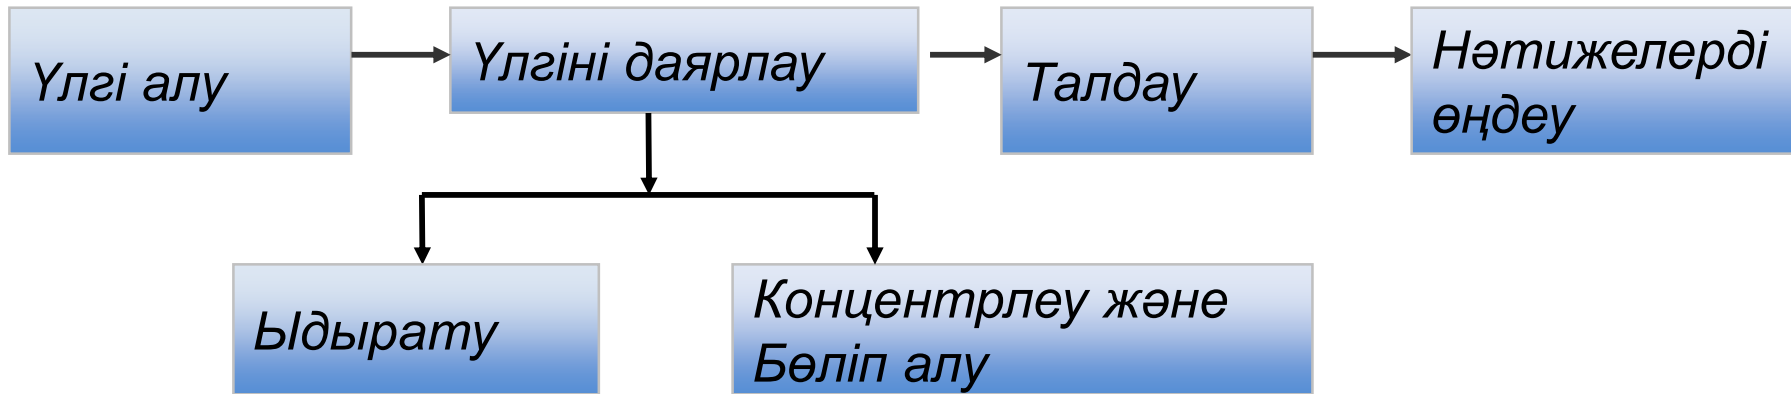 Үлгі алу
Үлгіні даярлау
Талдау
Нәтижелерді
өңдеу
Ыдырату
Концентрлеу және
Бөліп алу